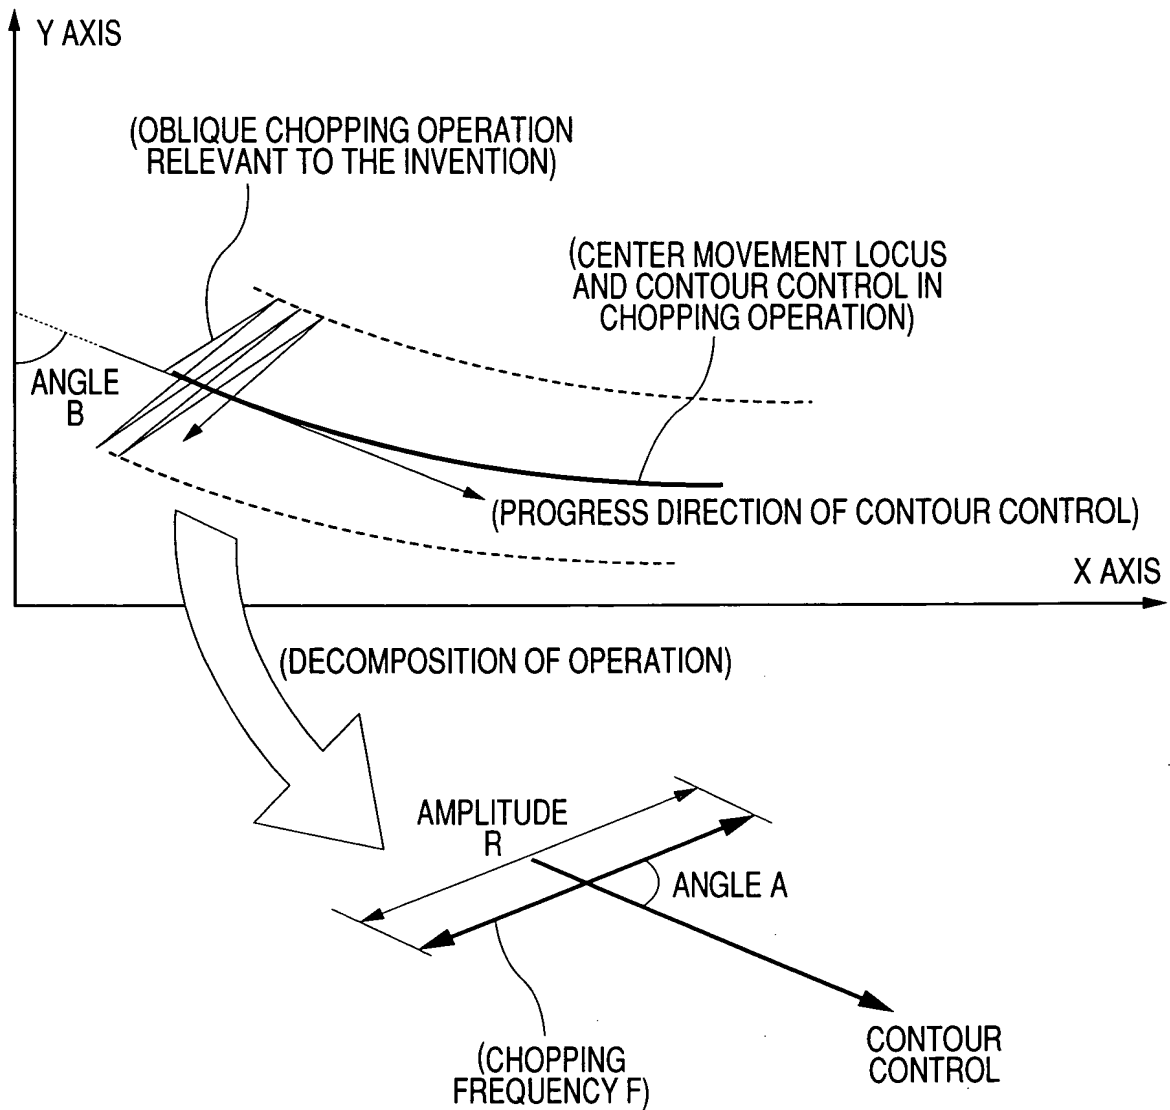 Y AXIS
(OBLIQUE CHOPPING OPERATION
RELEVANT TO THE INVENTION)
(CENTER MOVEMENT LOCUS
AND CONTOUR CONTROL IN
CHOPPING OPERATION)
ANGLE
B
(PROGRESS DIRECTION OF CONTOUR CONTROL)
X AXIS
(DECOMPOSITION OF OPERATION)
AMPLITUDE
R
ANGLE A
CONTOUR
CONTROL
(CHOPPING
FREQUENCY F)